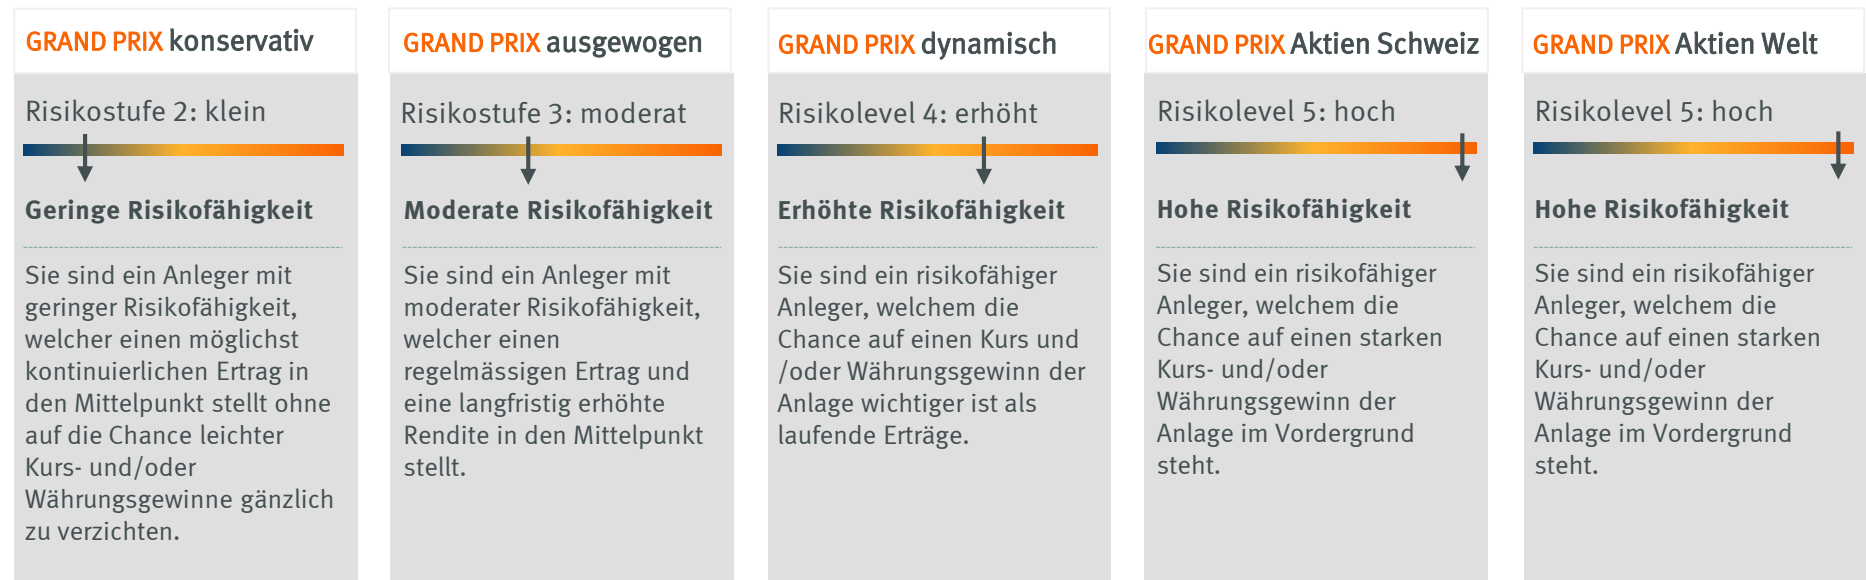 GRAND PRIX konservativ
Risikostufe 2: klein
Geringe Risikofähigkeit
Sie sind ein Anleger mit
geringer Risikofähigkeit,
welcher einen möglichst
kontinuierlichen Ertrag in
den Mittelpunkt stellt ohne
auf die Chance leichter
Kurs- und/oder
Währungsgewinne gänzlich
zu verzichten.
GRAND PRIX ausgewogen
Risikostufe 3: moderat
Moderate Risikofähigkeit
Sie sind ein Anleger mit
moderater Risikofähigkeit,
welcher einen
regelmässigen Ertrag und
eine langfristig erhöhte
Rendite in den Mittelpunkt
stellt.
GRAND PRIX dynamisch
Risikolevel 4: erhöht
Erhöhte Risikofähigkeit
Sie sind ein risikofähiger
Anleger, welchem die
Chance auf einen Kurs und
/oder Währungsgewinn der
Anlage wichtiger ist als
laufende Erträge.
GRAND PRIX Aktien Schweiz
Risikolevel 5: hoch
Hohe Risikofähigkeit
Sie sind ein risikofähiger
Anleger, welchem die
Chance auf einen starken
Kurs- und/oder
Währungsgewinn der
Anlage im Vordergrund
steht.
GRAND PRIX Aktien Welt
Risikolevel 5: hoch
Hohe Risikofähigkeit
Sie sind ein risikofähiger
Anleger, welchem die
Chance auf einen starken
Kurs- und/oder
Währungsgewinn der
Anlage im Vordergrund
steht.